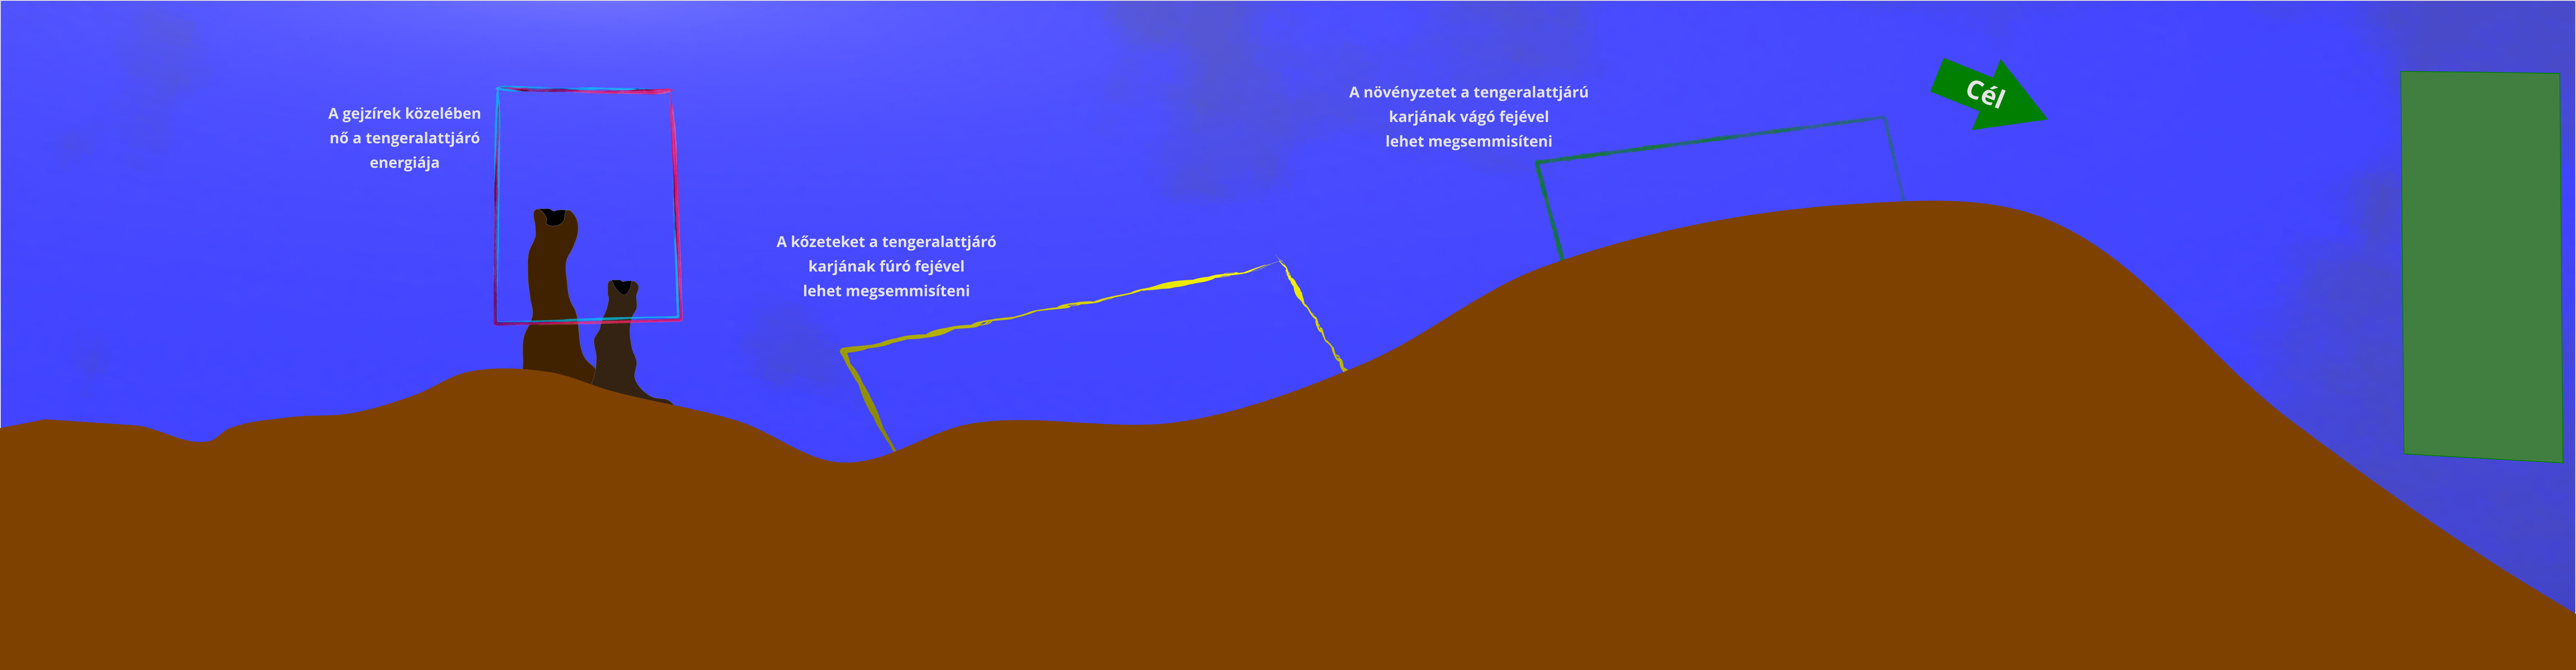 A gejzírek közelében
nő a tengeralattjáró
energiája
A kőzeteket a tengeralattjáró
karjának fúró fejével
lehet megsemmisíteni
A növényzetet a tengeralattjárú
karjának vágó fejével
lehet megsemmisíteni
Cél